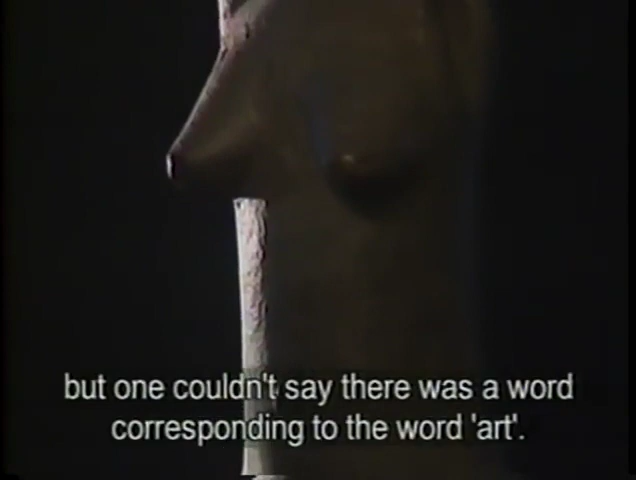 but one couldn't say there was a word
corresponding to the word 'art'.